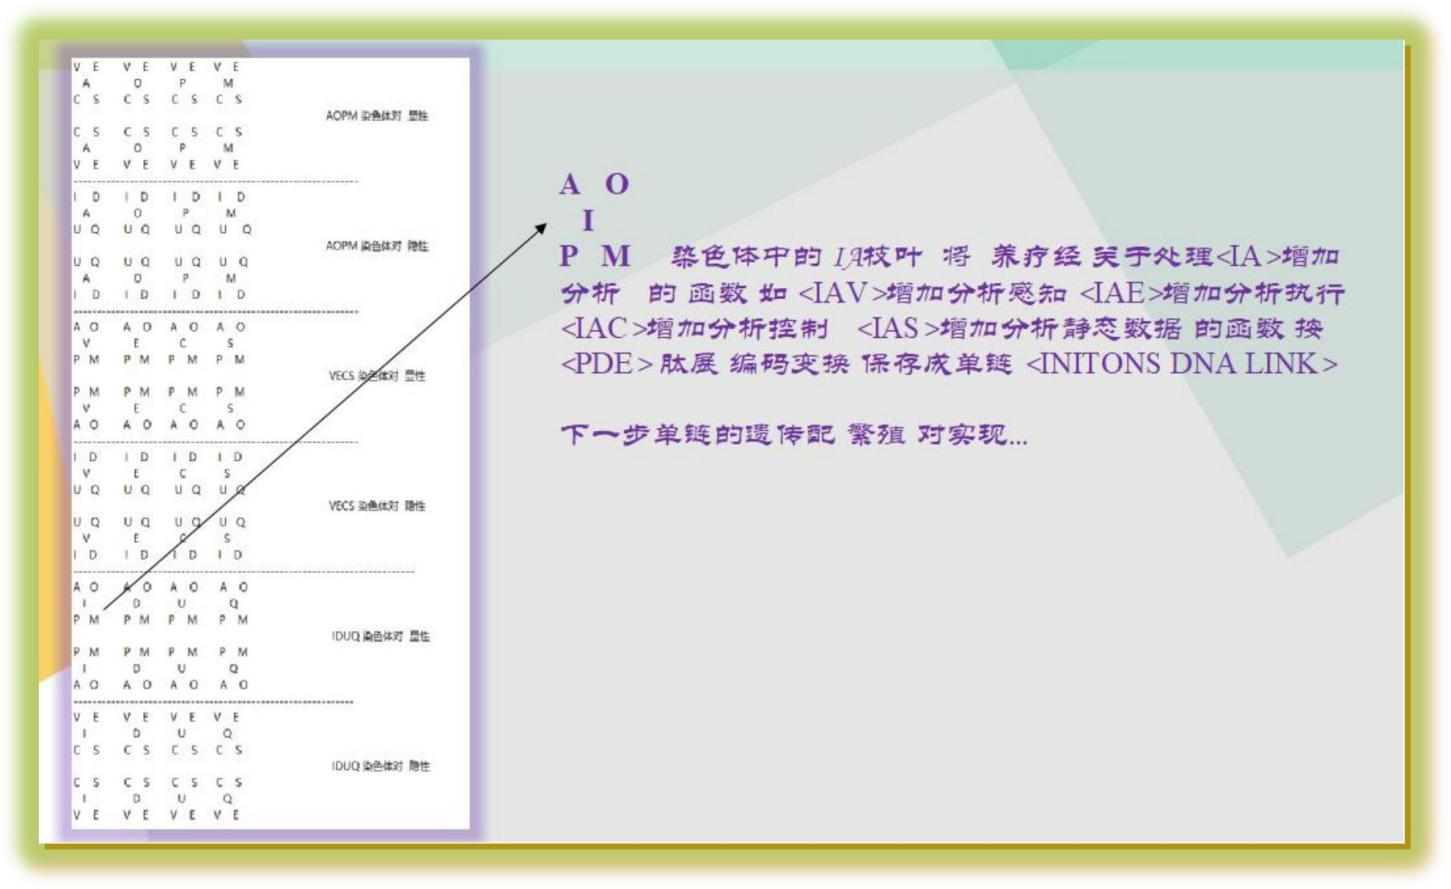 V E V E V E V E
A O P M
C S C S C S C S
AOPM 染色体对 显性
C S C S C S C S
A O P M
V E V E V E V E
I D I D I D I D
A O P M
U Q U Q U Q U Q
AOPM 染色体对 隐性
U Q U Q U Q U Q
A O P M
I D I D I D I D
A O A O A O A O
V E C S
P M P M P M P M
VECS 染色体对 显性
P M P M P M P M
V E C S
A O A O A O A O
I D I D I D I D
V E C S
U Q U Q U Q U Q
VECS 染色体对 隐性
U Q U Q U Q U Q
V E C S
I D I D I D I D
A O A O A O A O
I D U Q
P M P M P M P M
IDUQ 染色体对 显性
P M P M P M P M
I D U Q
A O A O A O A O
V E V E V E V E
I D U Q
C S C S C S C S
IDUQ 染色体对 隐性
C S C S C S C S
I D U Q
V E V E V E V E
A O
I
P M 染色体中的 IA枝叶 将 养疗经 关于处理<IA>增加
分析 的 函数 如 <IAV>增加分析感知 <IAE>增加分析执行
<IAC>增加分析控制 <IAS>增加分析静态数据 的函数 按
<PDE> 肽展 编码变换 保存成单链 <INITONS DNA LINK>
下一步单链的遗传配 繁殖 对实现...